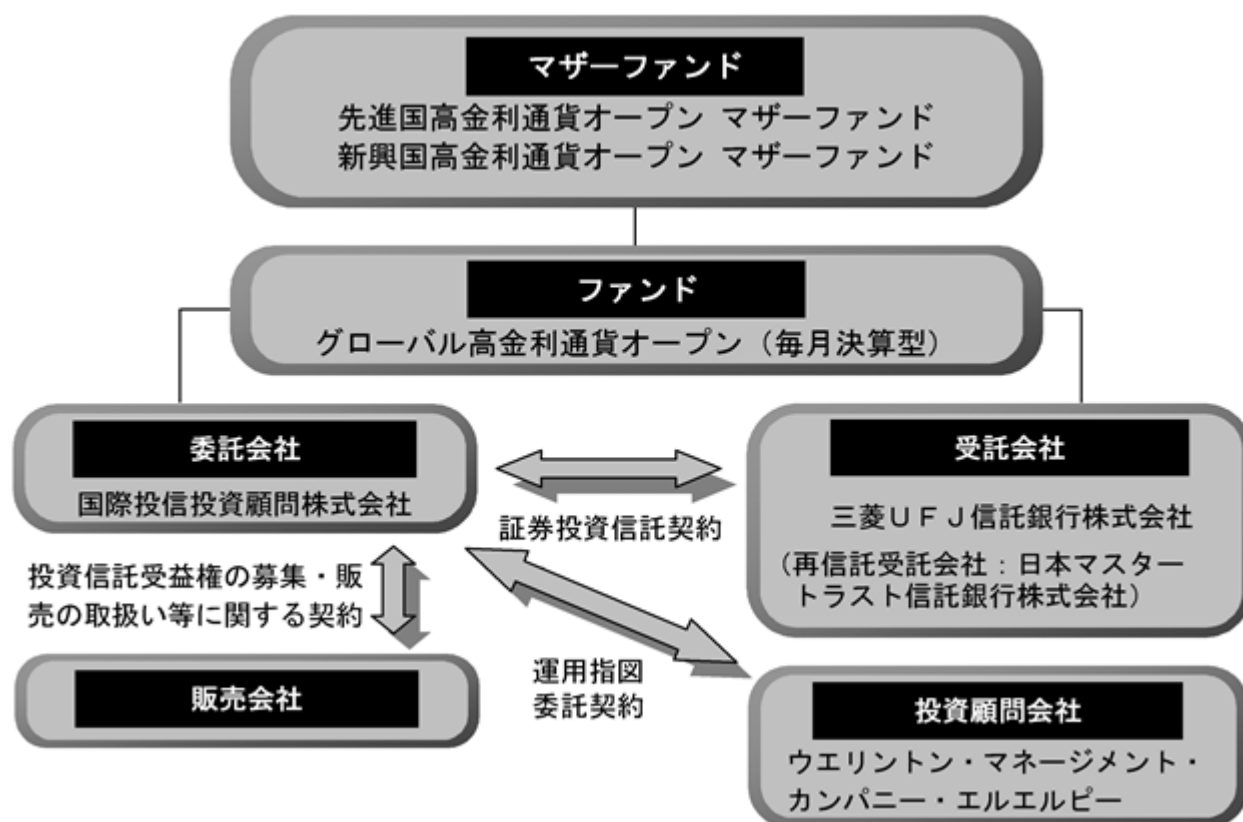 マザーファンド
先進国高金利通貨オープン マザーファンド
新興国高金利通貨オープン マザーファンド
ファンド
グローバル高金利通貨オープン（毎月決算型）
委託会社
国際投信投資顧問株式会社
受託会社
三菱ＵＦＪ信託銀行株式会社
（再信託受託会社：日本マスター
トラスト信託銀行株式会社）
証券投資信託契約
投資信託受益権の募集・販
売の取扱い等に関する契約
運用指図
委託契約
販売会社
投資顧問会社
ウエリントン・マネージメント・
カンパニー・エルエルピー